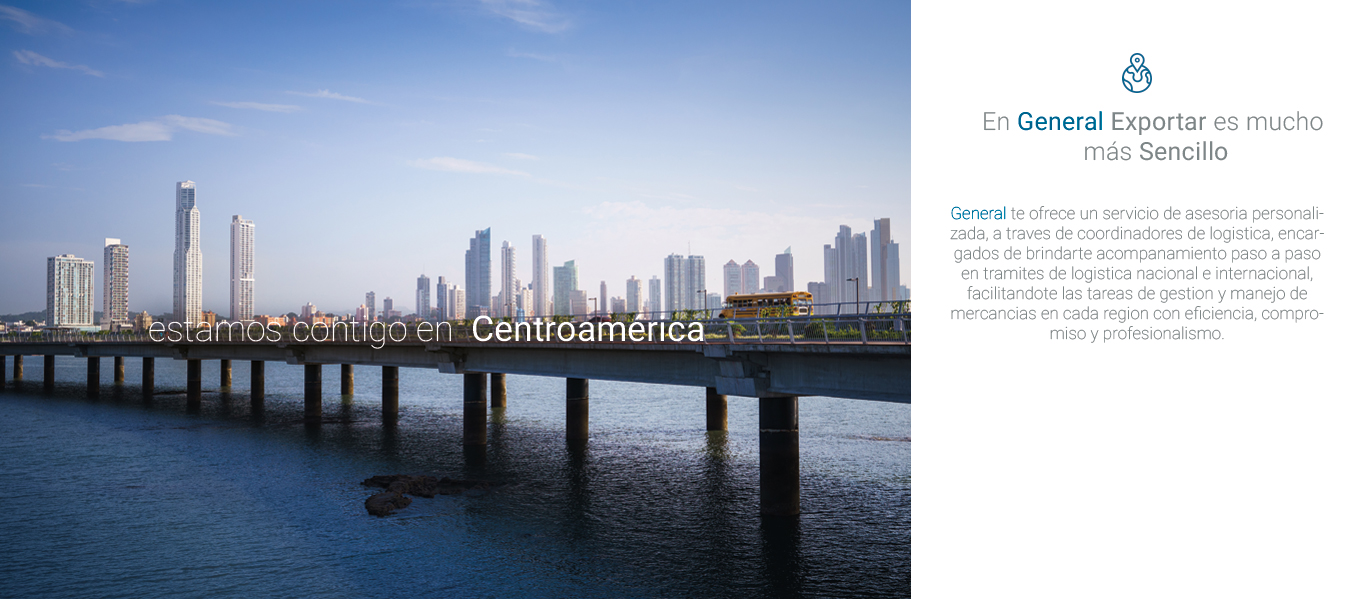 estamos contigo en Centroamérica
En General Exportar es mucho
más Sencillo
General te ofrece un servicio de asesoria personali-
zada, a traves de coordinadores de logistica, encar-
gados de brindarte acompanamiento paso a paso
en tramites de logistica nacional e internacional,
facilitandote las tareas de gestion y manejo de
mercancias en cada region con eficiencia, compro-
miso y profesionalismo.